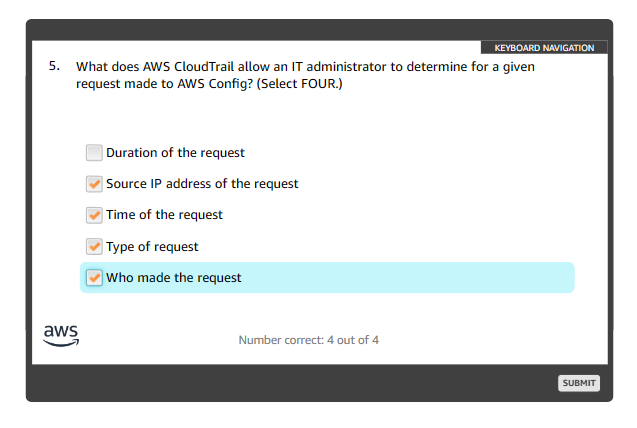 KEYBOARD NAVIGATION
5. What does AWS CloudTrail allow an IT administrator to determine for a given
request made to AWS Config? (Select FOUR.)
Duration of the request
Source IP address of the request
Time of the request
Type of request
Who made the request
aws
Number correct: 4 out of 4
SUBMIT